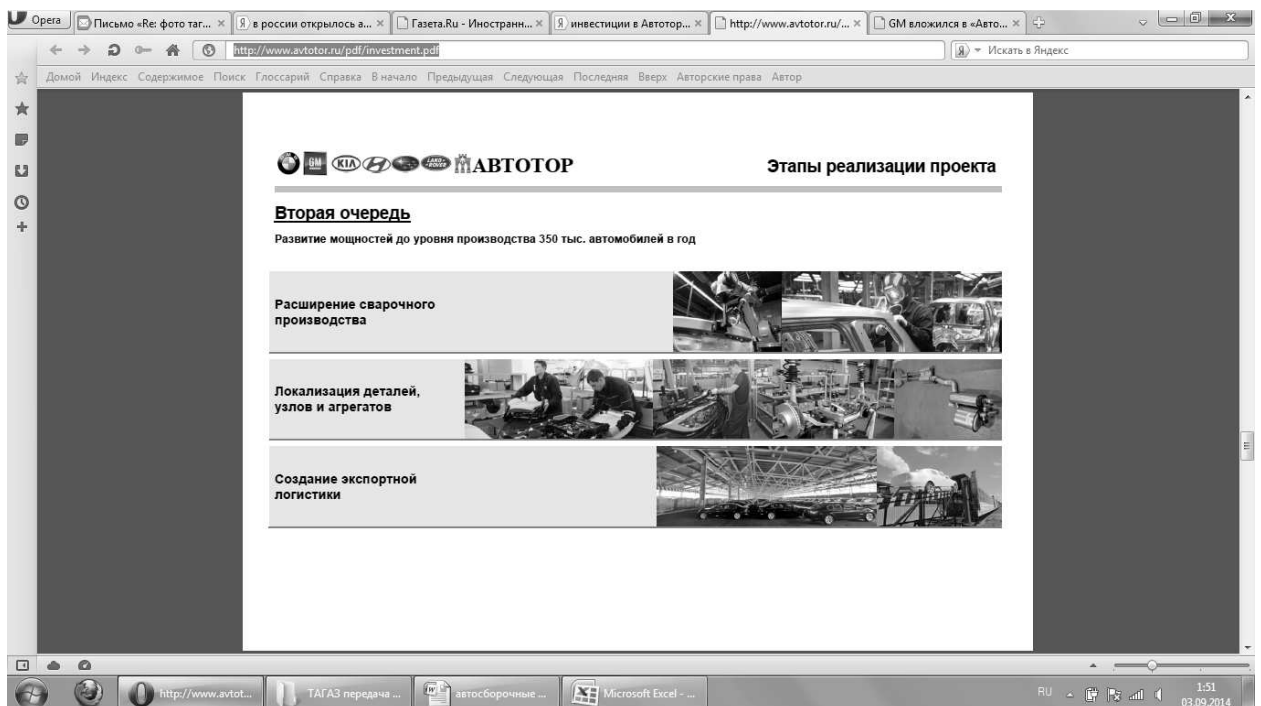 Opera
Письмо «Re: фото таг...
в россии открылось а...
Газета.Ru - Иностранн...
инвестиции в Автотор...
http://www.avtotor.ru/...
GM вложился в «Авто...
http://www.avtotor.ru/pdf/investment.pdf
Я
Искать в Яндекс
Домой Индекс Содержимое Поиск Глоссарий Справка В начало Предыдущая Следующая Последняя Вверх Авторские права Автор
GM KIA АВТОТОР
Этапы реализации проекта
Вторая очередь
Развитие мощностей до уровня производства 350 тыс. автомобилей в год
Расширение сварочного
производства
Локализация деталей,
узлов и агрегатов
Создание экспортной
логистики
http://www.avtot...
ТАГАЗ передача ...
автосборочные ...
Microsoft Excel - ...
RU
1:51
03.09.2014